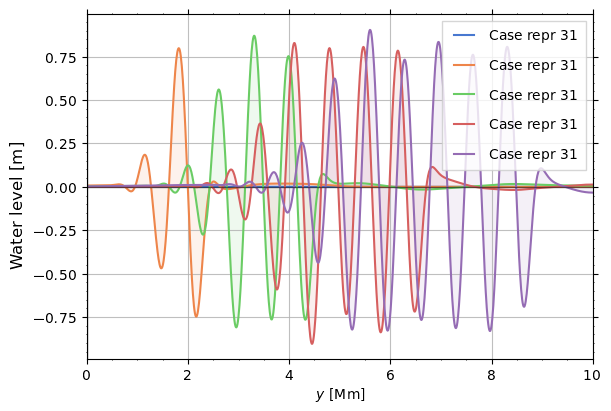 Case repr 31
Case repr 31
Case repr 31
Case repr 31
Case repr 31
Water level [m]
0.75
0.50
0.25
0.00
−0.25
−0.50
−0.75
0 2 4 6 8 10
y [Mm]